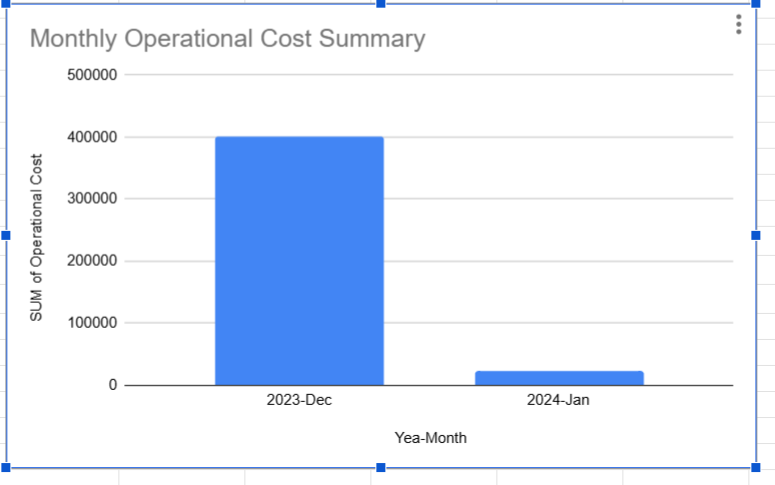 Monthly Operational Cost Summary
500000
400000
300000
200000
100000
0
SUM of Operational Cost
2023-Dec
2024-Jan
Yea-Month